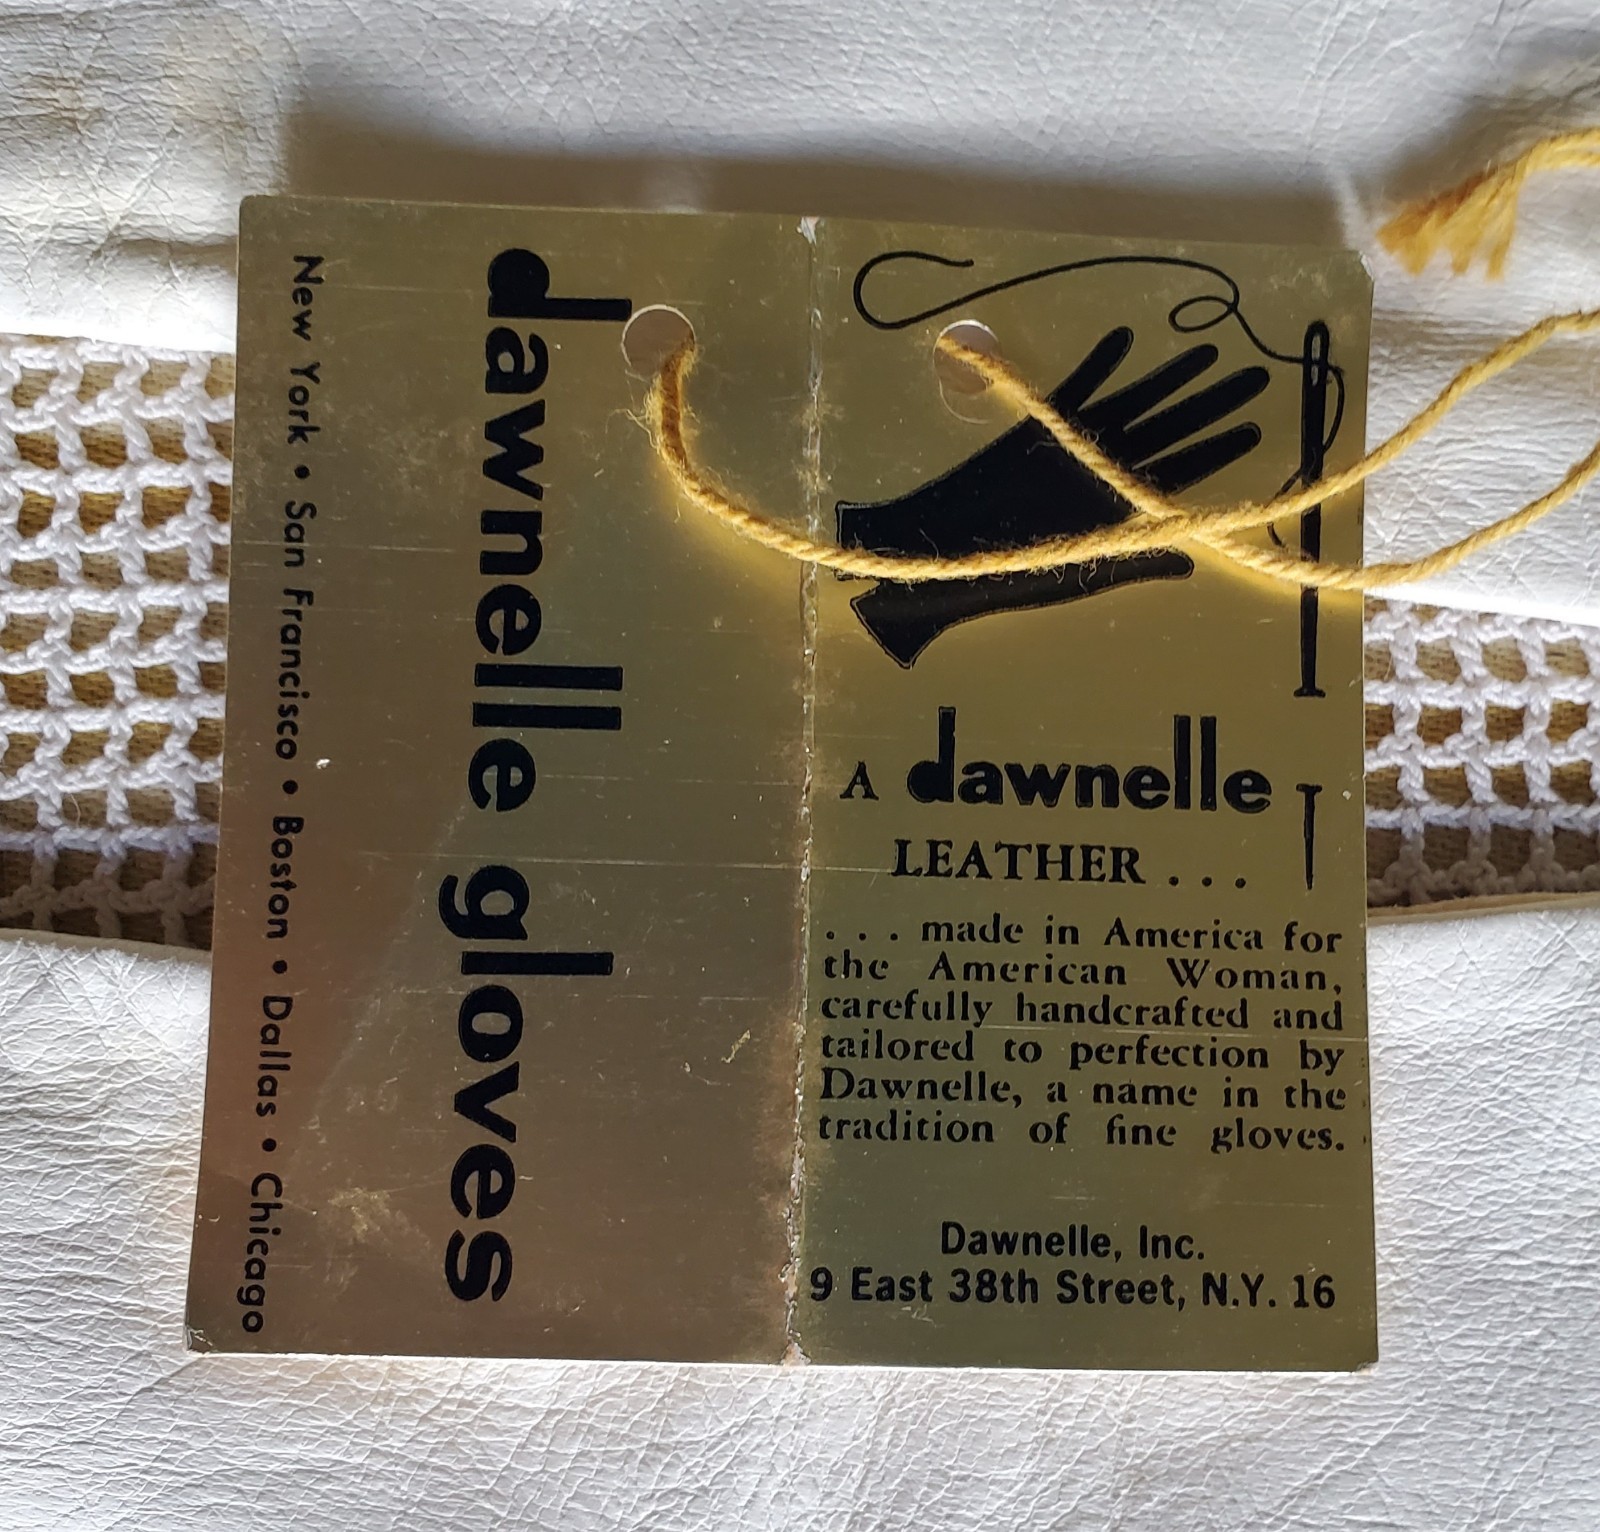 dawnelle gloves
New York • San Francisco • Boston • Dallas • Chicago
A dawnelle
LEATHER . . .
. . . made in America for
the American Woman,
carefully handcrafted and
tailored to perfection by
Dawnelle, a name in the
tradition of fine gloves.
Dawnelle, Inc.
9 East 38th Street, N.Y. 16